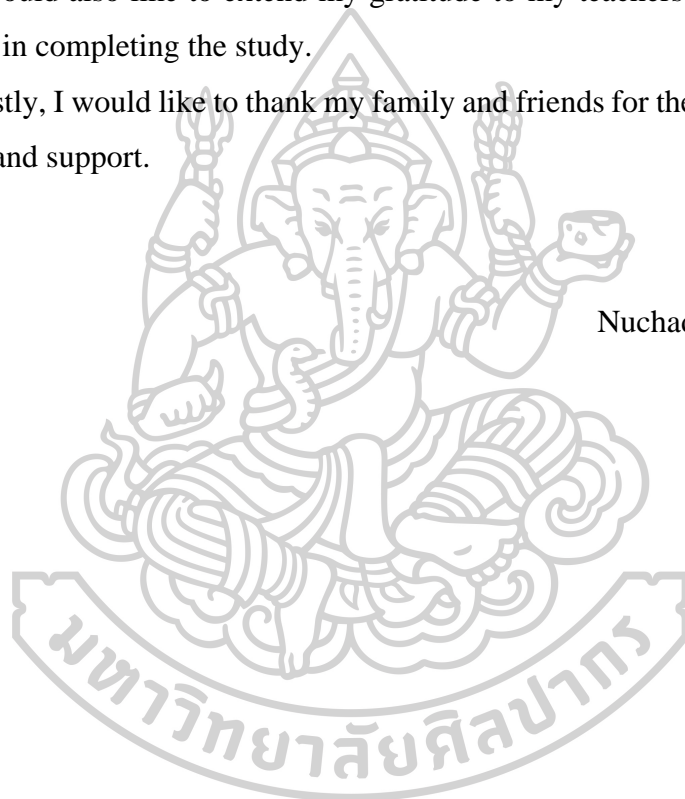 ould also like to extend my gratitude to my teachers
in completing the study.
stly, I would like to thank my family and friends for the
and support.
Nuchad
มหาวิทยาลัยศิลปากร